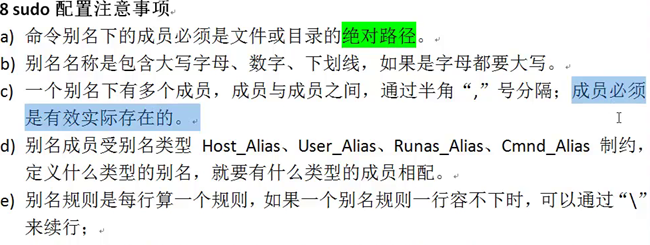 8 sudo 配置注意事项
a) 命令别名下的成员必须是文件或目录的绝对路径。
b) 别名名称是包含大写字母、数字、下划线，如果是字母都要大写。
c) 一个别名下有多个成员，成员与成员之间，通过半角“,”号分隔；成员必须
是有效实际存在的。
d) 别名成员受别名类型 Host_Alias、User_Alias、Runas_Alias、Cmnd_Alias 制约，
定义什么类型的别名，就要有什么类型的成员相配。
e) 别名规则是每行算一个规则，如果一个别名规则一行容不下时，可以通过“\”
来续行；